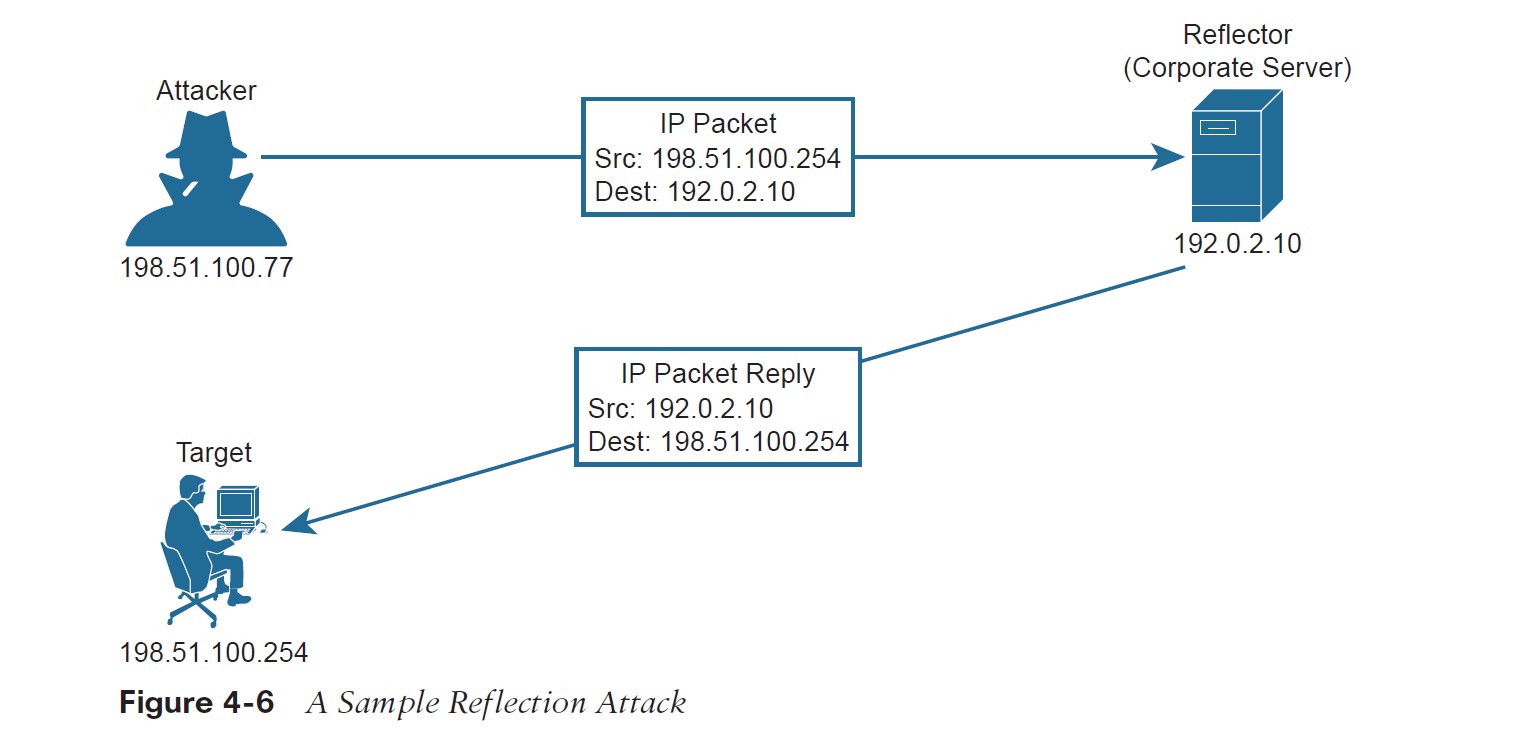 Reflector
(Corporate Server)
Attacker
IP Packet
Src: 198.51.100.254
Dest: 192.0.2.10
192.0.2.10
198.51.100.77
IP Packet Reply
Src: 192.0.2.10
Dest: 198.51.100.254
Target
198.51.100.254
Figure 4-6 A Sample Reflection Attack